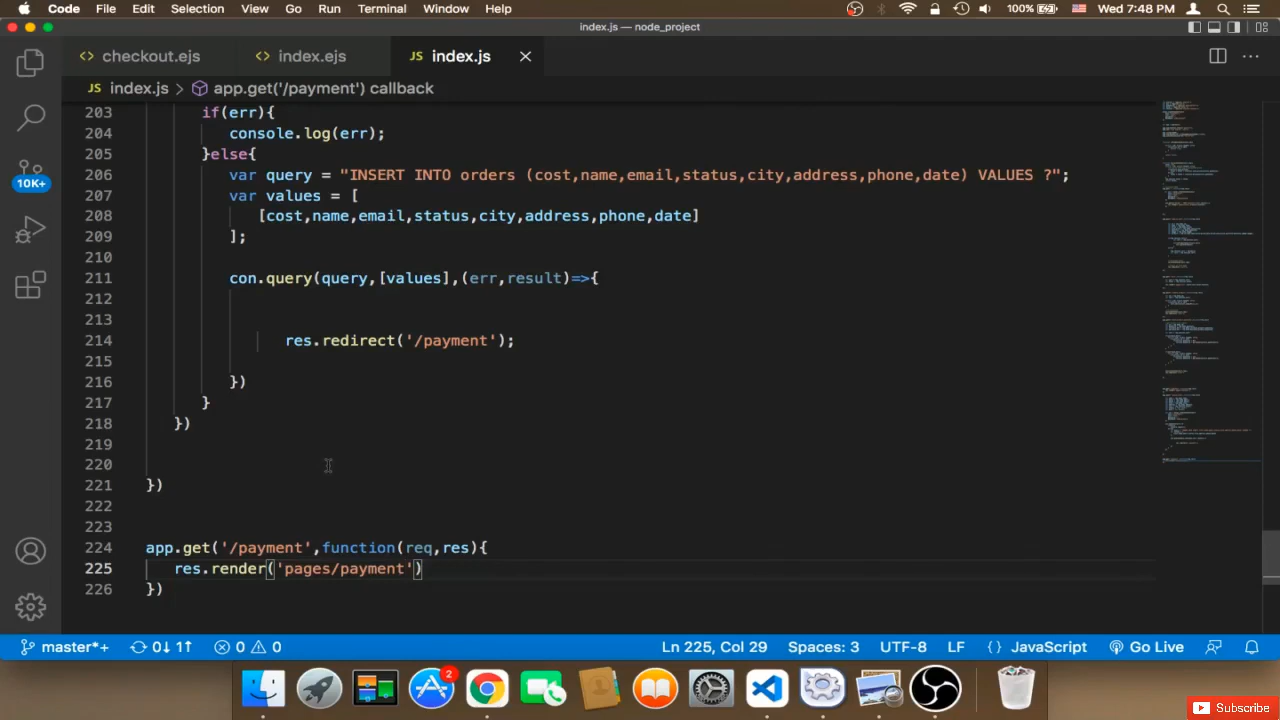 Code File Edit Selection View Go Run Terminal Window Help 100% Wed 7:48 PM
index.js — node_project
<> checkout.ejs <> index.ejs JS index.js
JS index.js > app.get('/payment') callback
203 if(err){
204 console.log(err);
205 }else{
206 var query = "INSERT INTO orders (cost,name,email,status,city,address,phone,date) VALUES ?";
207 var values = [
208 [cost,name,email,status,city,address,phone,date]
209 ];
210
211 con.query(query,[values],(err,result)=>{
212
213
214 res.redirect('/payment');
215
216 })
217 }
218 })
219
220
221 })
222
223
224 app.get('/payment',function(req,res){
225 res.render('pages/payment')
226 })
10K+
master*+ 0↓ 1↑ 0 0 Ln 225, Col 29 Spaces: 3 UTF-8 LF {} JavaScript Go Live
2
Subscribe